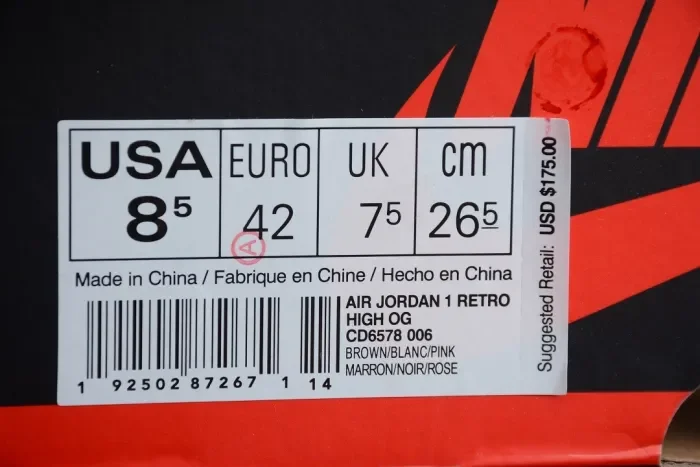 USA EURO UK cm
8⁵ 42 7⁵ 26⁵
A
Made in China / Fabrique en Chine / Hecho en China
AIR JORDAN 1 RETRO
HIGH OG
CD6578 006
BROWN/BLANC/PINK
MARRON/NOIR/ROSE
1 92502 87267 1 14
Suggested Retail: USD $175.00